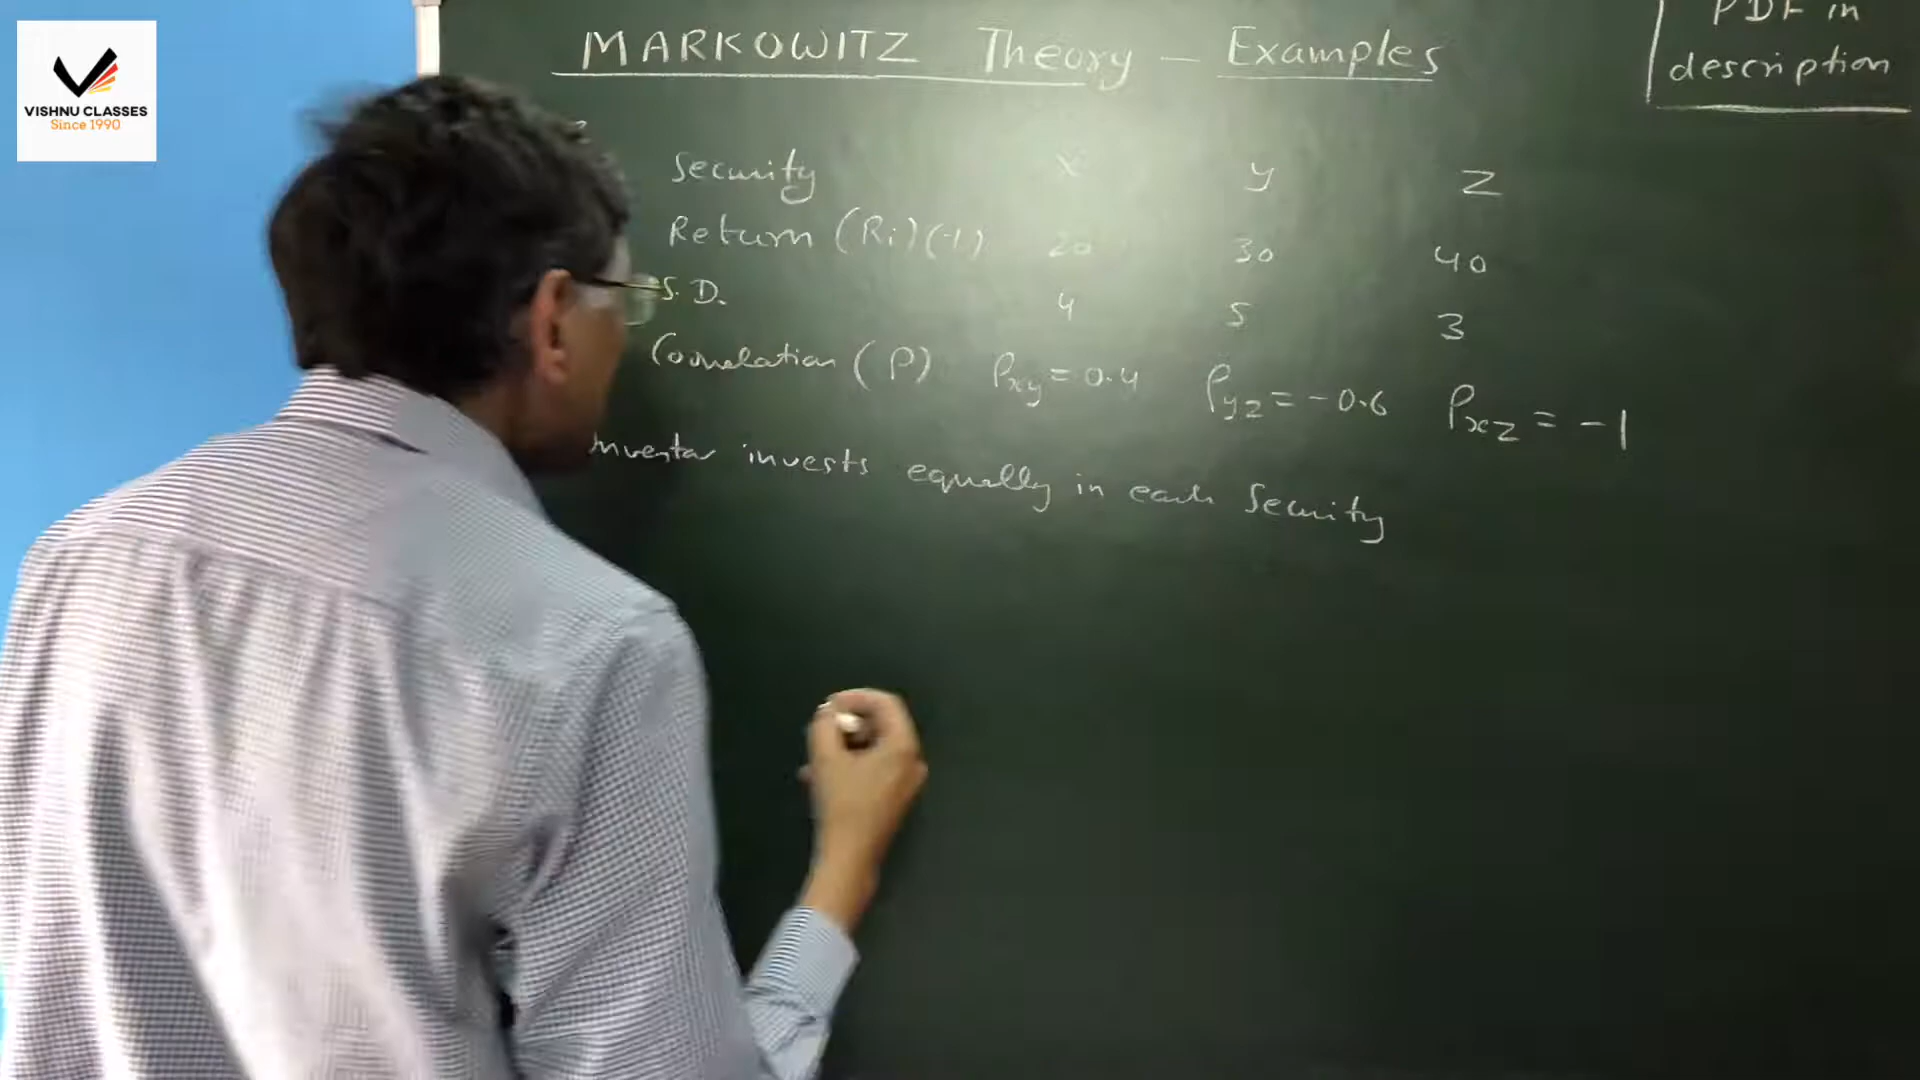 VISHNU CLASSES
Since 1990
MARKOWITZ Theory - Examples
PDF in
description
Security X Y Z
Return (Ri) (%) 20 30 40
S.D. 4 5 3
Correlation (ρ) ρxy = 0.4 ρyz = -0.6 ρxz = -1
Investor invests equally in each Security